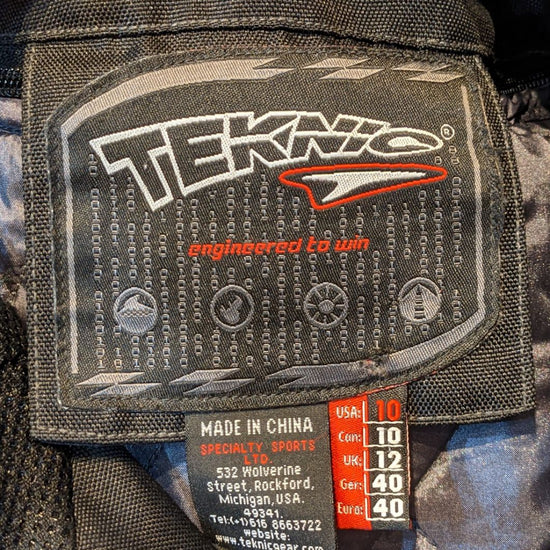 TEKNIC®
engineered to win
MADE IN CHINA
SPECIALTY SPORTS
LTD.
532 Wolverine
Street, Rockford,
Michigan,USA.
49341.
Tel:(+1)616 8663722
website:
www.teknicgear.com
USA: 10
Can: 10
UK: 12
Ger: 40
Euro: 40